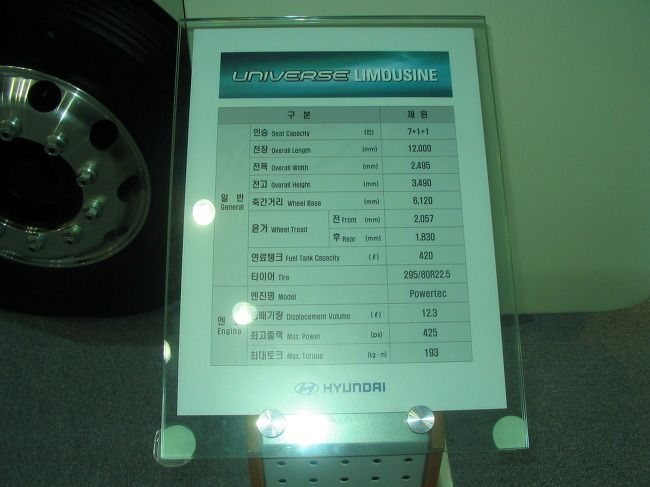 UNIVERSE LIMOUSINE
구 분 제 원
일 반 General
인승 Seat Capacity (인) 7+1+1
전장 Overall Length (mm) 12,000
전폭 Overall Width (mm) 2,495
전고 Overall Height (mm) 3,490
축간거리 Wheel Base (mm) 6,120
윤거 Wheel Tread 전 Front (mm) 2,057
후 Rear (mm) 1,830
연료탱크 Fuel Tank Capacity (ℓ) 420
타이어 Tire 295/80R22.5
엔 Engine
엔진명 Model Powertec
배기량 Displacement Volume (ℓ) 12.3
최고출력 Max. Power (ps) 425
최대토크 Max. Torque (kg·m) 193
HYUNDAI